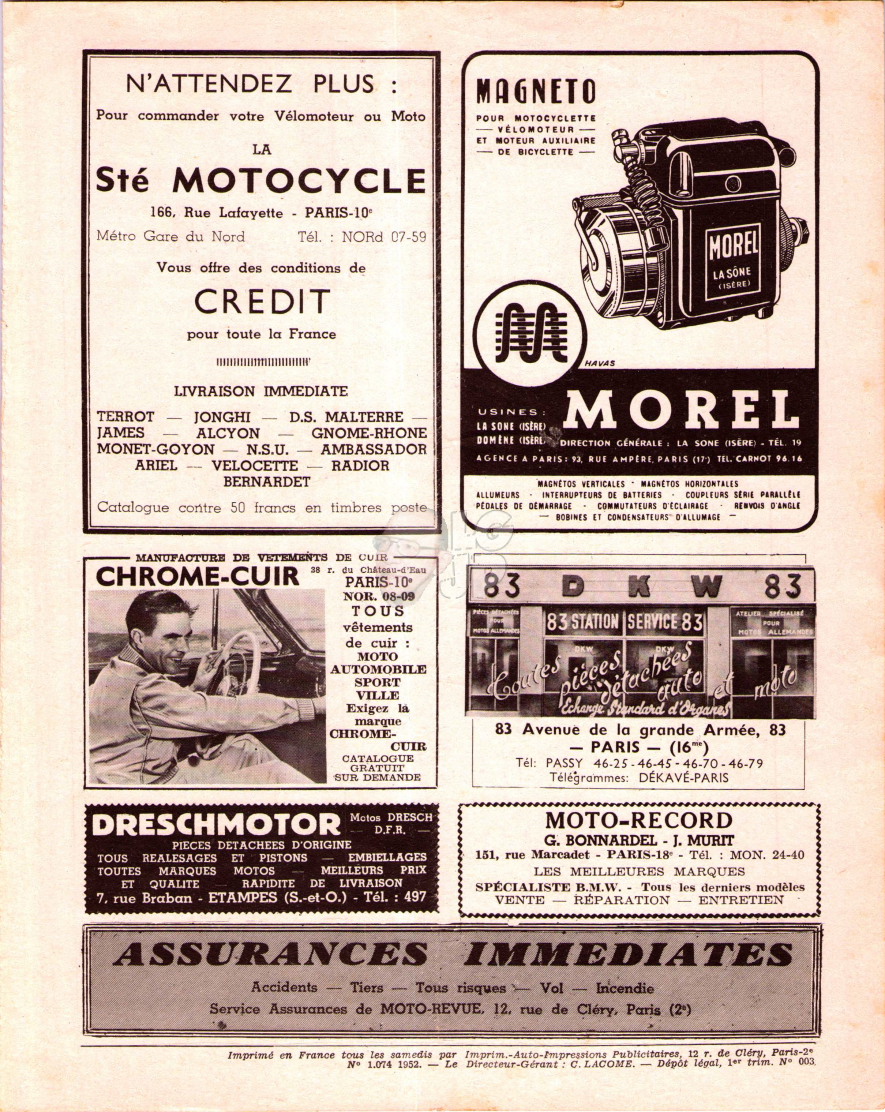 N'ATTENDEZ PLUS :
Pour commander votre Vélomoteur ou Moto
LA
Sté MOTOCYCLE
166, Rue Lafayette - PARIS-10e
Métro Gare du Nord Tél. : NORd 07-59
Vous offre des conditions de
CREDIT
pour toute la France
LIVRAISON IMMEDIATE
TERROT — JONGHI — D.S. MALTERRE —
JAMES — ALCYON — GNOME-RHONE
MONET-GOYON — N.S.U. — AMBASSADOR
ARIEL — VELOCETTE — RADIOR
BERNARDET
Catalogue contre 50 francs en timbres poste
MAGNETO
POUR MOTOCYCLETTE
— VÉLOMOTEUR —
ET MOTEUR AUXILIAIRE
— DE BICYCLETTE —
MOREL
LA SÔNE
(ISÈRE)
HAVAS
USINES :
LA SONE (ISÈRE)
DOMÈNE (ISÈRE)
MOREL
DIRECTION GÉNÉRALE : LA SONE (ISÈRE) - TÉL. 19
AGENCE A PARIS : 93, RUE AMPÈRE, PARIS (17e) TEL. CARNOT 96.16
MAGNÉTOS VERTICALES · MAGNÉTOS HORIZONTALES
ALLUMEURS · INTERRUPTEURS DE BATTERIES · COUPLEURS SÉRIE PARALLÈLE
PÉDALES DE DÉMARRAGE · COMMUTATEURS D'ÉCLAIRAGE · RENVOIS D'ANGLE
— BOBINES ET CONDENSATEURS D'ALLUMAGE —
MANUFACTURE DE VETEMENTS DE CUIR
CHROME-CUIR 38 r. du Château-d'Eau
PARIS-10e
NOR. 08-09
TOUS
vêtements
de cuir :
MOTO
AUTOMOBILE
SPORT
VILLE
Exigez la
marque
CHROME-
CUIR
CATALOGUE
GRATUIT
SUR DEMANDE
83 DKW 83
PIÈCES DÉTACHÉES
POUR
MOTOS ALLEMANDES
83 STATION SERVICE 83
ATELIER SPÉCIALISÉ
POUR
MOTOS ALLEMANDES
DKW DKW
Toutes pièces détachées auto et moto
Échange Standard d'Organes
83 Avenue de la grande Armée, 83
— PARIS — (16me)
Tél: PASSY 46-25 - 46-45 - 46-70 - 46-79
Télégrammes: DÉKAVÉ-PARIS
DRESCHMOTOR Motos DRESCH
— D.F.R. —
PIECES DETACHEES D'ORIGINE
TOUS REALESAGES ET PISTONS — EMBIELLAGES
TOUTES MARQUES MOTOS — MEILLEURS PRIX
ET QUALITE — RAPIDITE DE LIVRAISON
7, rue Braban - ETAMPES (S.-et-O.) - Tél. : 497
MOTO-RECORD
G. BONNARDEL - J. MURIT
151, rue Marcadet - PARIS-18e - Tél. : MON. 24-40
LES MEILLEURES MARQUES
SPÉCIALISTE B.M.W. - Tous les derniers modèles
VENTE — RÉPARATION — ENTRETIEN
ASSURANCES IMMEDIATES
Accidents — Tiers — Tous risques — Vol — Incendie
Service Assurances de MOTO-REVUE, 12, rue de Cléry, Paris (2e)
Imprimé en France tous les samedis par Imprim.-Auto-Impressions Publicitaires, 12 r. de Cléry, Paris-2e
N° 1.074 1952. — Le Directeur-Gérant : C. LACOME. — Dépôt légal, 1er trim. N° 003.